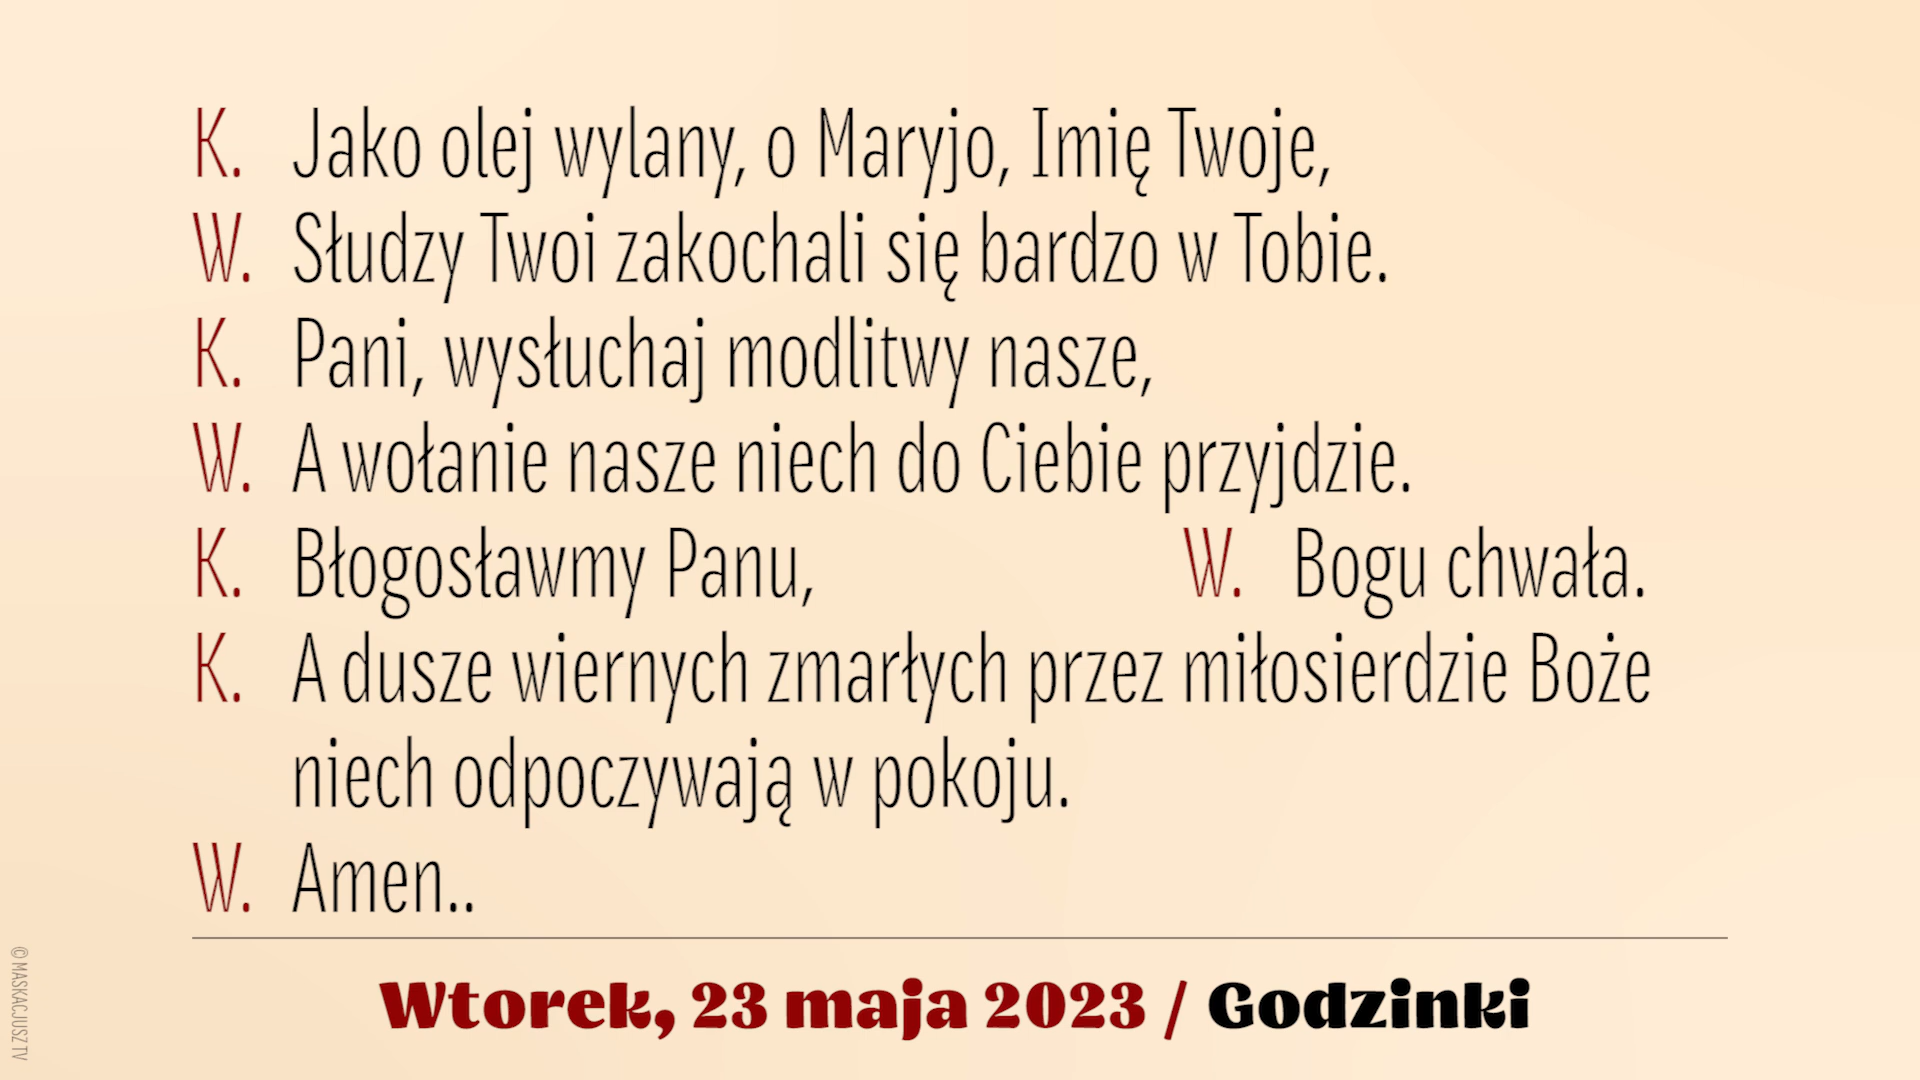 K. Jako olej wylany, o Maryjo, Imię Twoje,
W. Słudzy Twoi zakochali się bardzo w Tobie.
K. Pani, wysłuchaj modlitwy nasze,
W. A wołanie nasze niech do Ciebie przyjdzie.
K. Błogosławmy Panu, W. Bogu chwała.
K. A dusze wiernych zmarłych przez miłosierdzie Boże
niech odpoczywają w pokoju.
W. Amen..
Wtorek, 23 maja 2023 / Godzinki
© MASKACJUSZ TV